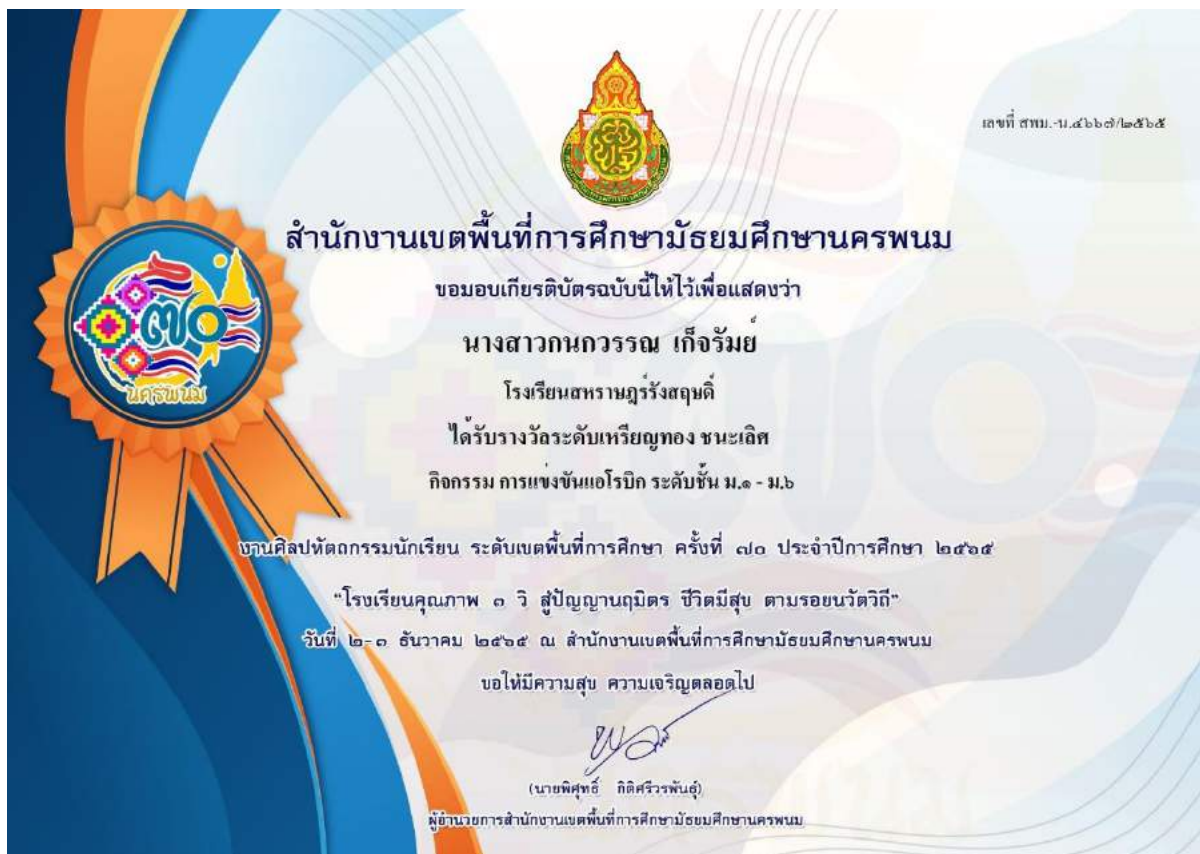 เลขที่ สพม.-น.๔๖๖๗/๒๕๖๕
สำนักงานเขตพื้นที่การศึกษามัธยมศึกษานครพนม
ขอมอบเกียรติบัตรฉบับนี้ให้ไว้เพื่อแสดงว่า
นางสาวกนกวรรณ เก็จรัมย์
โรงเรียนสหราษฎร์รังสฤษดิ์
ได้รับรางวัลระดับเหรียญทอง ชนะเลิศ
กิจกรรม การแข่งขันแอโรบิก ระดับชั้น ม.๑ - ม.๖
๗๐
นครพนม
งานศิลปหัตถกรรมนักเรียน ระดับเขตพื้นที่การศึกษา ครั้งที่ ๗๐ ประจำปีการศึกษา ๒๕๖๕
“โรงเรียนคุณภาพ ๓ วิ สู่ปัญญานฤมิตร ชีวิตมีสุข ตามรอยนวัตวิถี”
วันที่ ๒-๓ ธันวาคม ๒๕๖๕ ณ สำนักงานเขตพื้นที่การศึกษามัธยมศึกษานครพนม
ขอให้มีความสุข ความเจริญตลอดไป
(นายพิศุทธิ์ กิติศรีวรพันธุ์)
ผู้อำนวยการสำนักงานเขตพื้นที่การศึกษามัธยมศึกษานครพนม